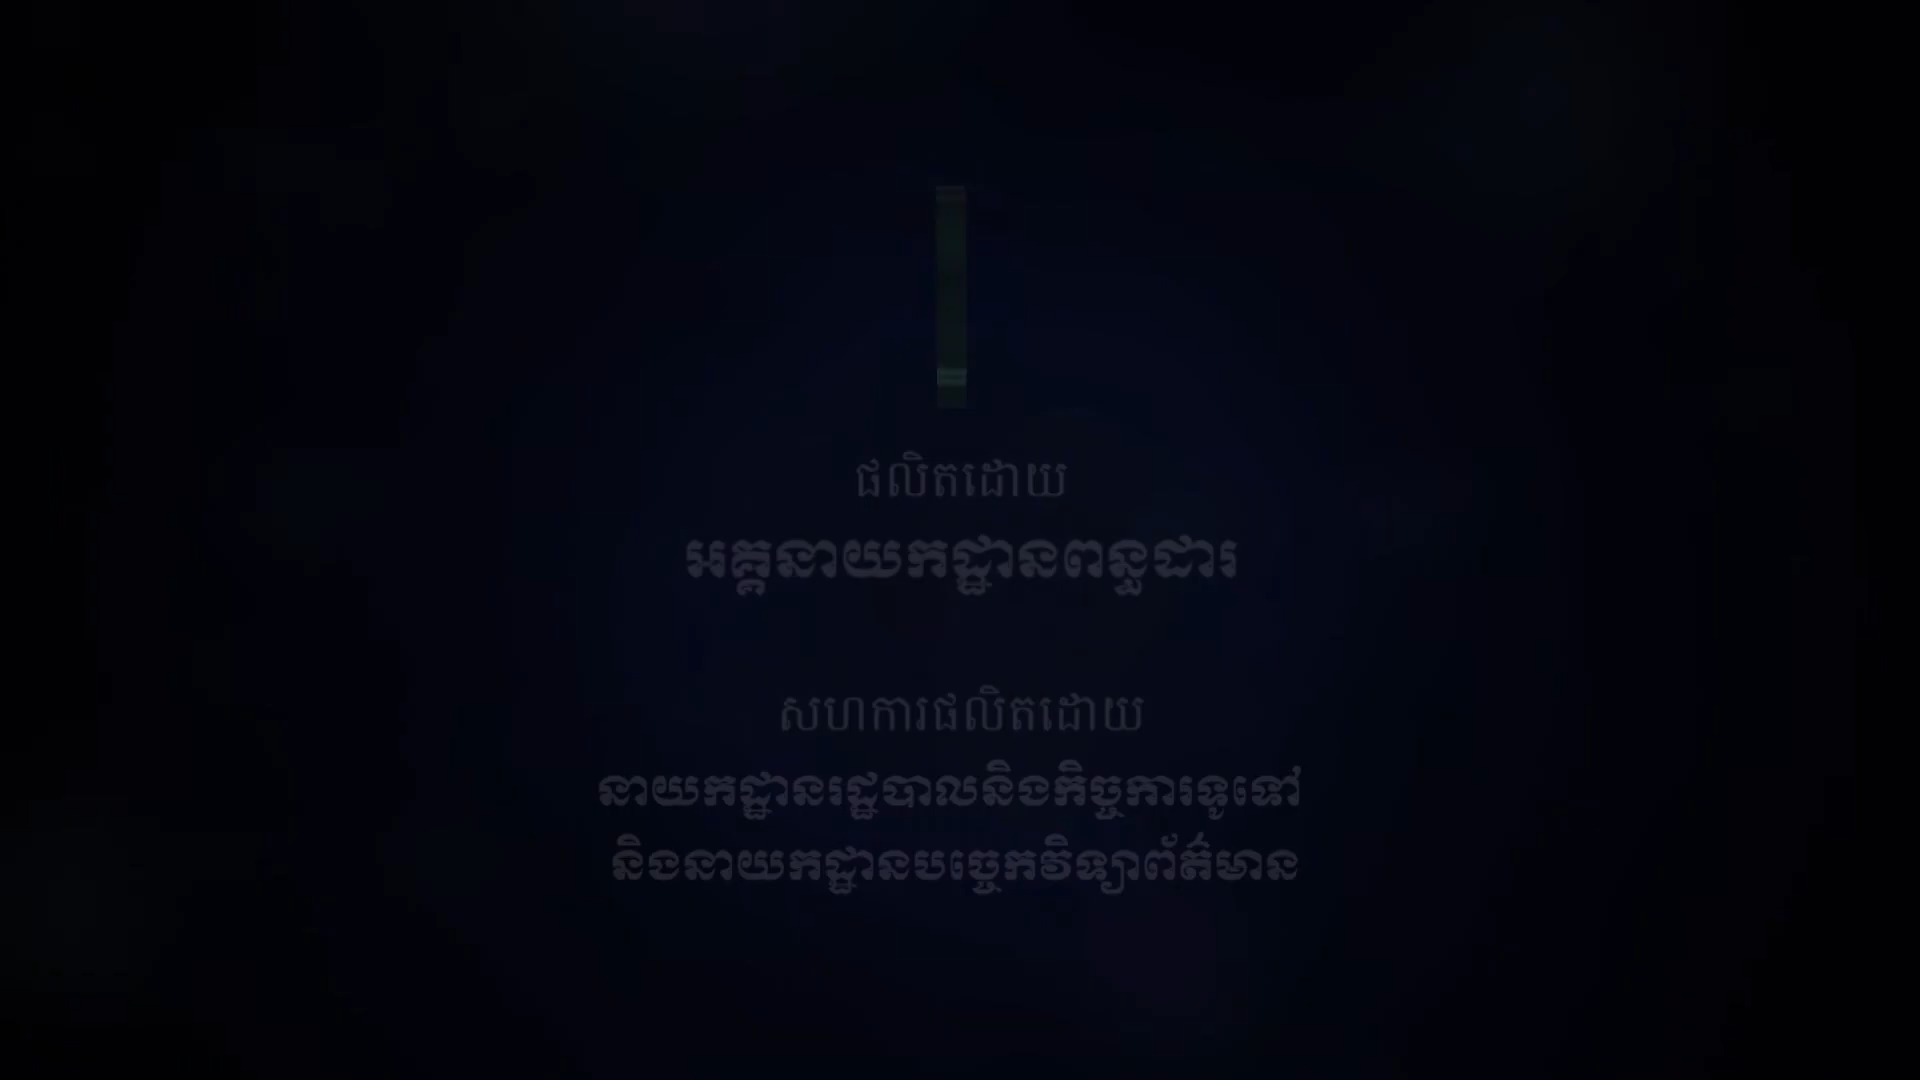 ផលិតដោយ
អគ្គនាយកដ្ឋានពន្ធដារ
សហការផលិតដោយ
នាយកដ្ឋានរដ្ឋបាលនិងកិច្ចការទូទៅ
និងនាយកដ្ឋានបច្ចេកវិទ្យាព័ត៌មាន